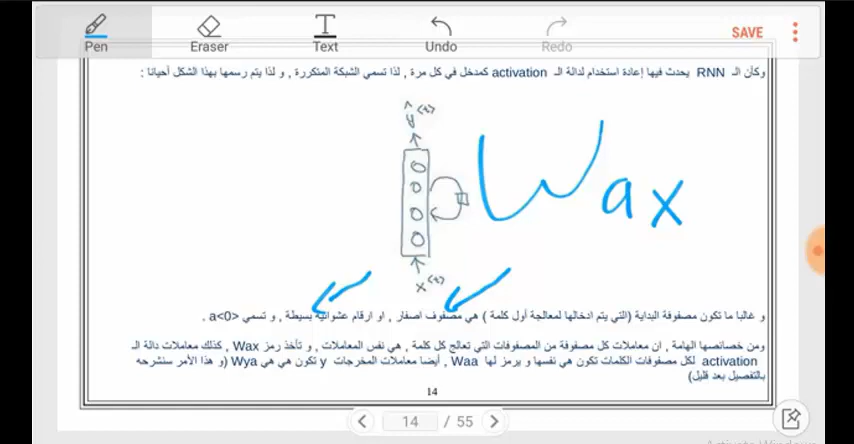 Pen Eraser Text Undo Redo SAVE
وكأن الـ RNN يحدث فيها إعادة استخدام لدالة الـ activation كمدخل في كل مرة , لذا تسمي الشبكة المتكررة , و لذا يتم رسمها بهذا الشكل أحيانا :
ŷ<t>
Wax
x<t>
و غالبا ما تكون مصفوفة البداية (التي يتم ادخالها لمعالجة أول كلمة ) هي مصفوف اصفار , او ارقام عشوائية بسيطة , و تسمي a<0> .
ومن خصائصها الهامة , ان معاملات كل مصفوفة من المصفوفات التي تعالج كل كلمة , هي نفس المعاملات , و تأخذ رمز Wax , كذلك معاملات دالة الـ
activation لكل مصفوفات الكلمات تكون هي نفسها و يرمز لها Waa , أيضا معاملات المخرجات y تكون هي هي Wya (و هذا الأمر سنشرحه
بالتفصيل بعد قليل)
14
14 / 55
Activate Windows